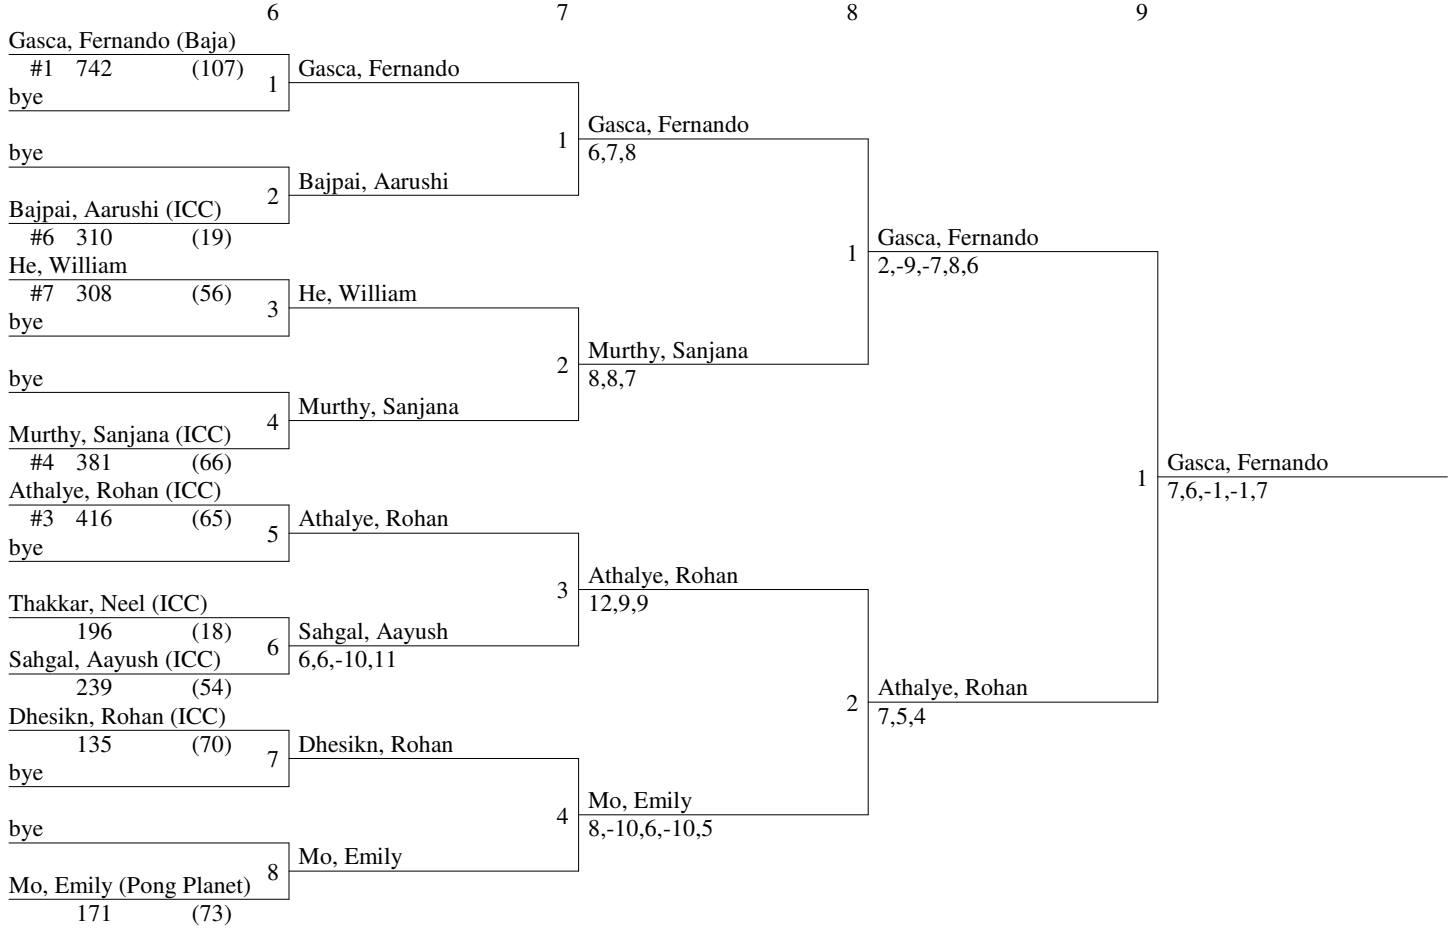 6 7 8 9
Gasca, Fernando (Baja)
#1 742 (107)
bye
1
Gasca, Fernando
bye
Bajpai, Aarushi (ICC)
#6 310 (19)
2
Bajpai, Aarushi
He, William
#7 308 (56)
bye
3
He, William
bye
Murthy, Sanjana (ICC)
#4 381 (66)
4
Murthy, Sanjana
Athalye, Rohan (ICC)
#3 416 (65)
bye
5
Athalye, Rohan
Thakkar, Neel (ICC)
196 (18)
Sahgal, Aayush (ICC)
239 (54)
6
Sahgal, Aayush
6,6,-10,11
Dhesikn, Rohan (ICC)
135 (70)
bye
7
Dhesikn, Rohan
bye
Mo, Emily (Pong Planet)
171 (73)
8
Mo, Emily
1
Gasca, Fernando
6,7,8
2
Murthy, Sanjana
8,8,7
3
Athalye, Rohan
12,9,9
4
Mo, Emily
8,-10,6,-10,5
1
Gasca, Fernando
2,-9,-7,8,6
2
Athalye, Rohan
7,5,4
1
Gasca, Fernando
7,6,-1,-1,7